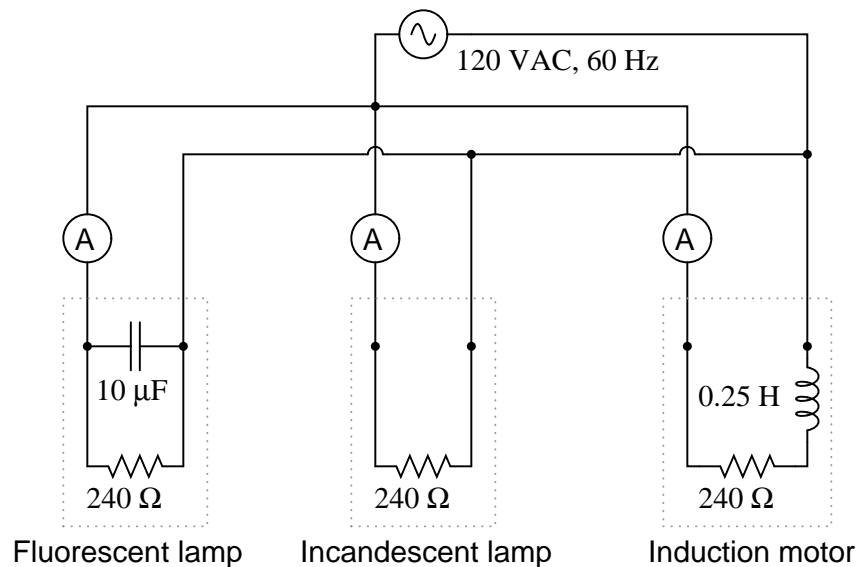 120 VAC, 60 Hz
A
A
A
10 μF
0.25 H
240 Ω
240 Ω
240 Ω
Fluorescent lamp
Incandescent lamp
Induction motor